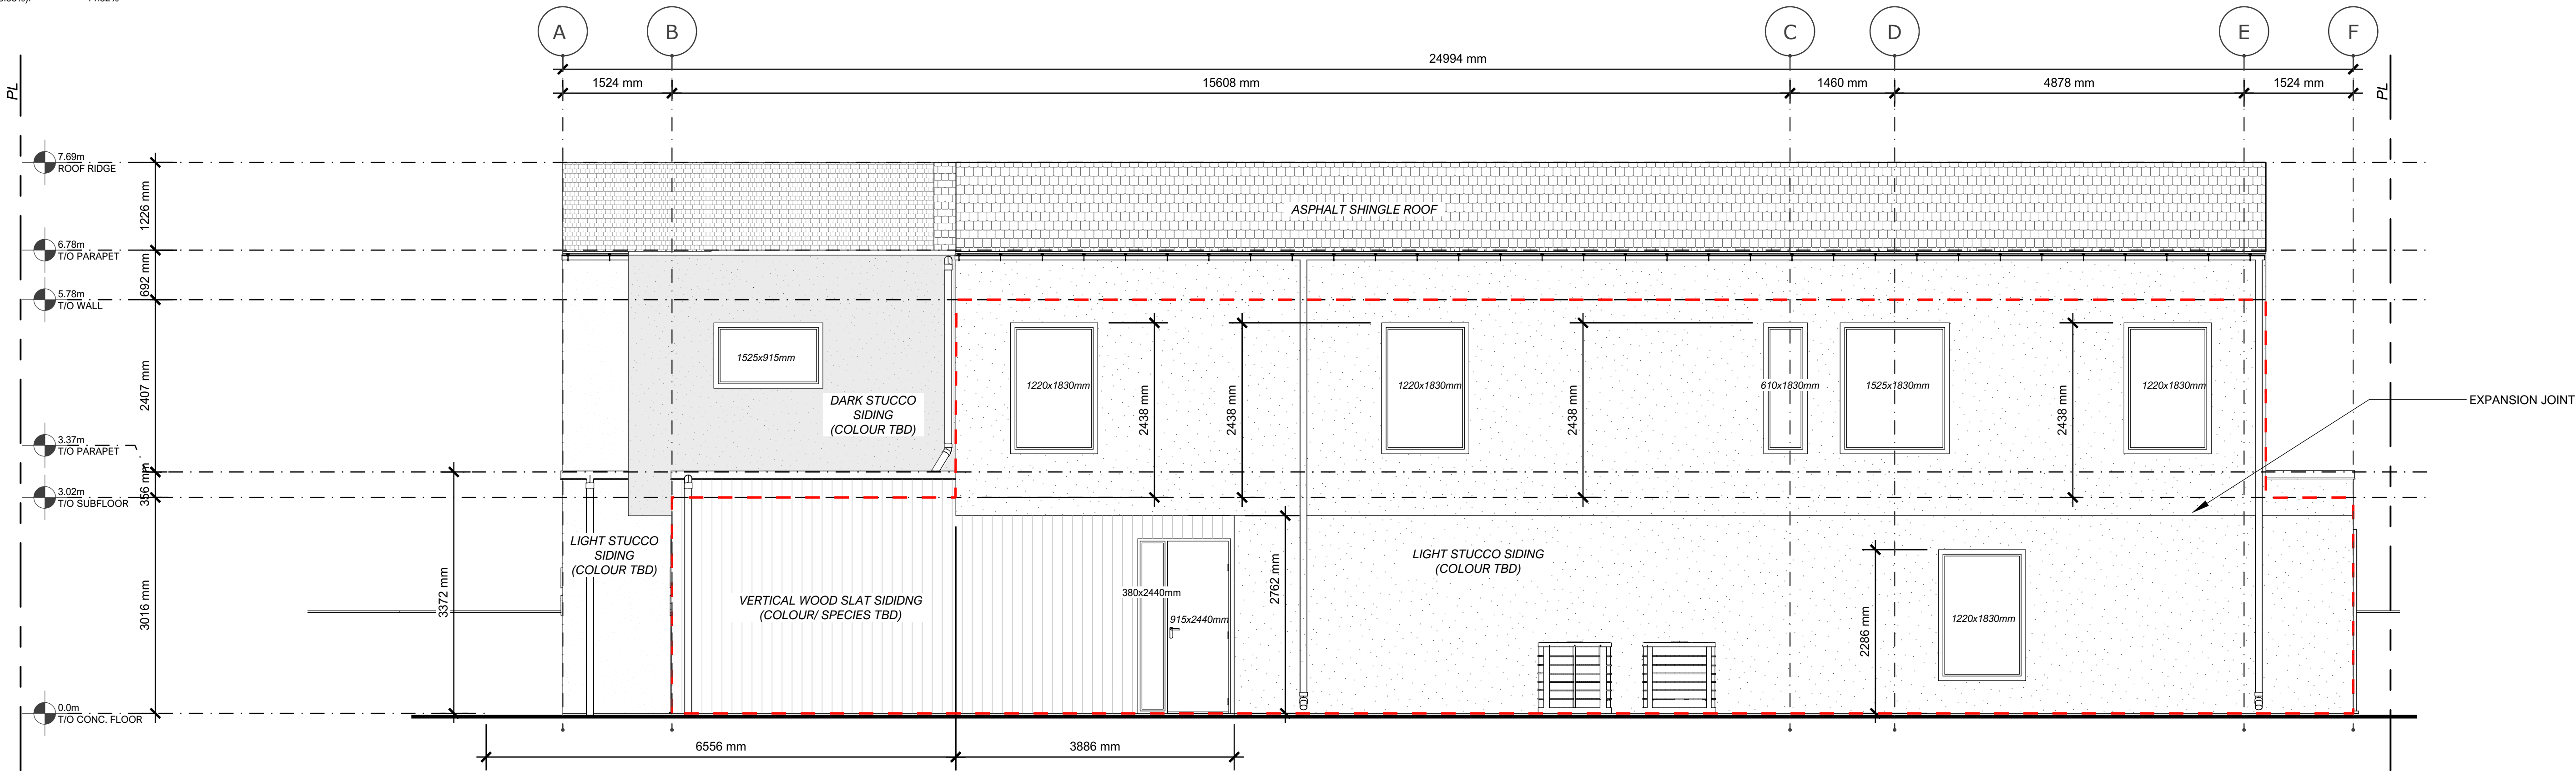 A
B
C
D
E
F
24994 mm
1524 mm
15608 mm
1460 mm
4878 mm
1524 mm
PL
PL
7.69m
ROOF RIDGE
1226 mm
ASPHALT SHINGLE ROOF
6.78m
T/O PARAPET
692 mm
5.78m
T/O WALL
2407 mm
1525x915mm
1220x1830mm
2438 mm
2438 mm
1220x1830mm
2438 mm
610x1830mm
1525x1830mm
2438 mm
1220x1830mm
DARK STUCCO
SIDING
(COLOUR TBD)
EXPANSION JOINT
3.37m
T/O PARAPET
356 mm
3.02m
T/O SUBFLOOR
LIGHT STUCCO
SIDING
(COLOUR TBD)
LIGHT STUCCO SIDING
(COLOUR TBD)
3016 mm
3372 mm
VERTICAL WOOD SLAT SIDIDNG
(COLOUR/ SPECIES TBD)
380x2440mm
915x2440mm
2762 mm
2286 mm
1220x1830mm
0.0m
T/O CONC. FLOOR
6556 mm
3886 mm